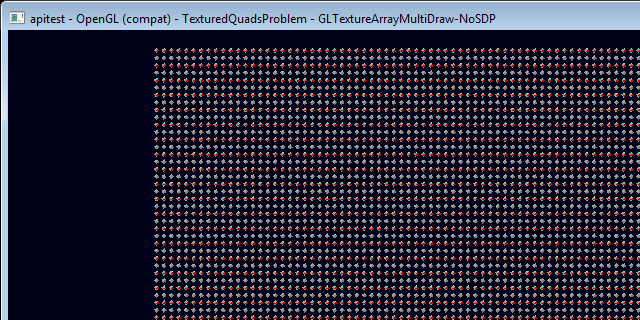 apitest - OpenGL (compat) - TexturedQuadsProblem - GLTextureArrayMultiDraw-NoSDP